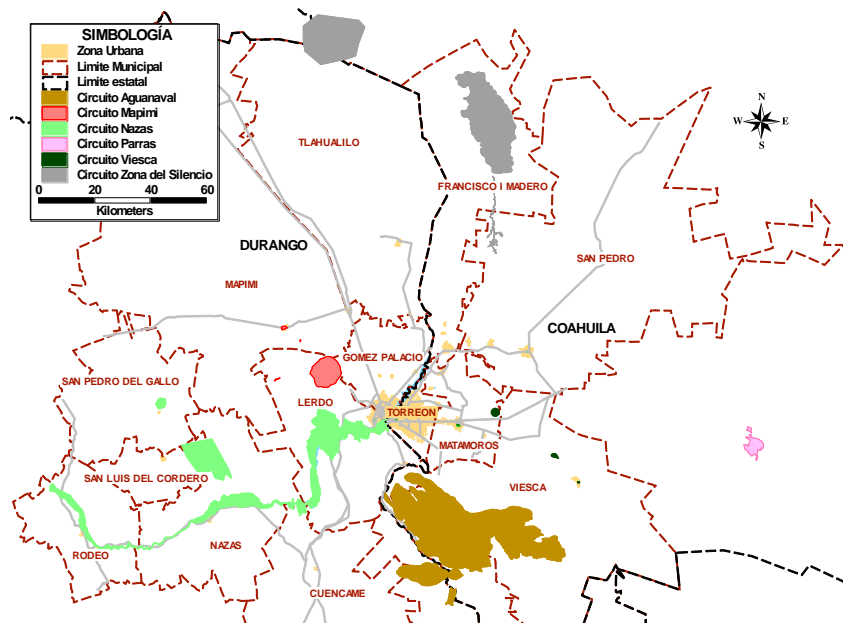 SIMBOLOGÍA
Zona Urbana
Limite Municipal
Limite estatal
Circuito Aguanaval
Circuito Mapimi
Circuito Nazas
Circuito Parras
Circuito Viesca
Circuito Zona del Silencio
0 20 40 60
Kilometers
N
W E
S
TLAHUALILO
FRANCISCO I MADERO
DURANGO
SAN PEDRO
MAPIMI
COAHUILA
GOMEZ PALACIO
SAN PEDRO DEL GALLO
LERDO
TORREON
MATAMOROS
SAN LUIS DEL CORDERO
VIESCA
NAZAS
RODEO
CUENCAME